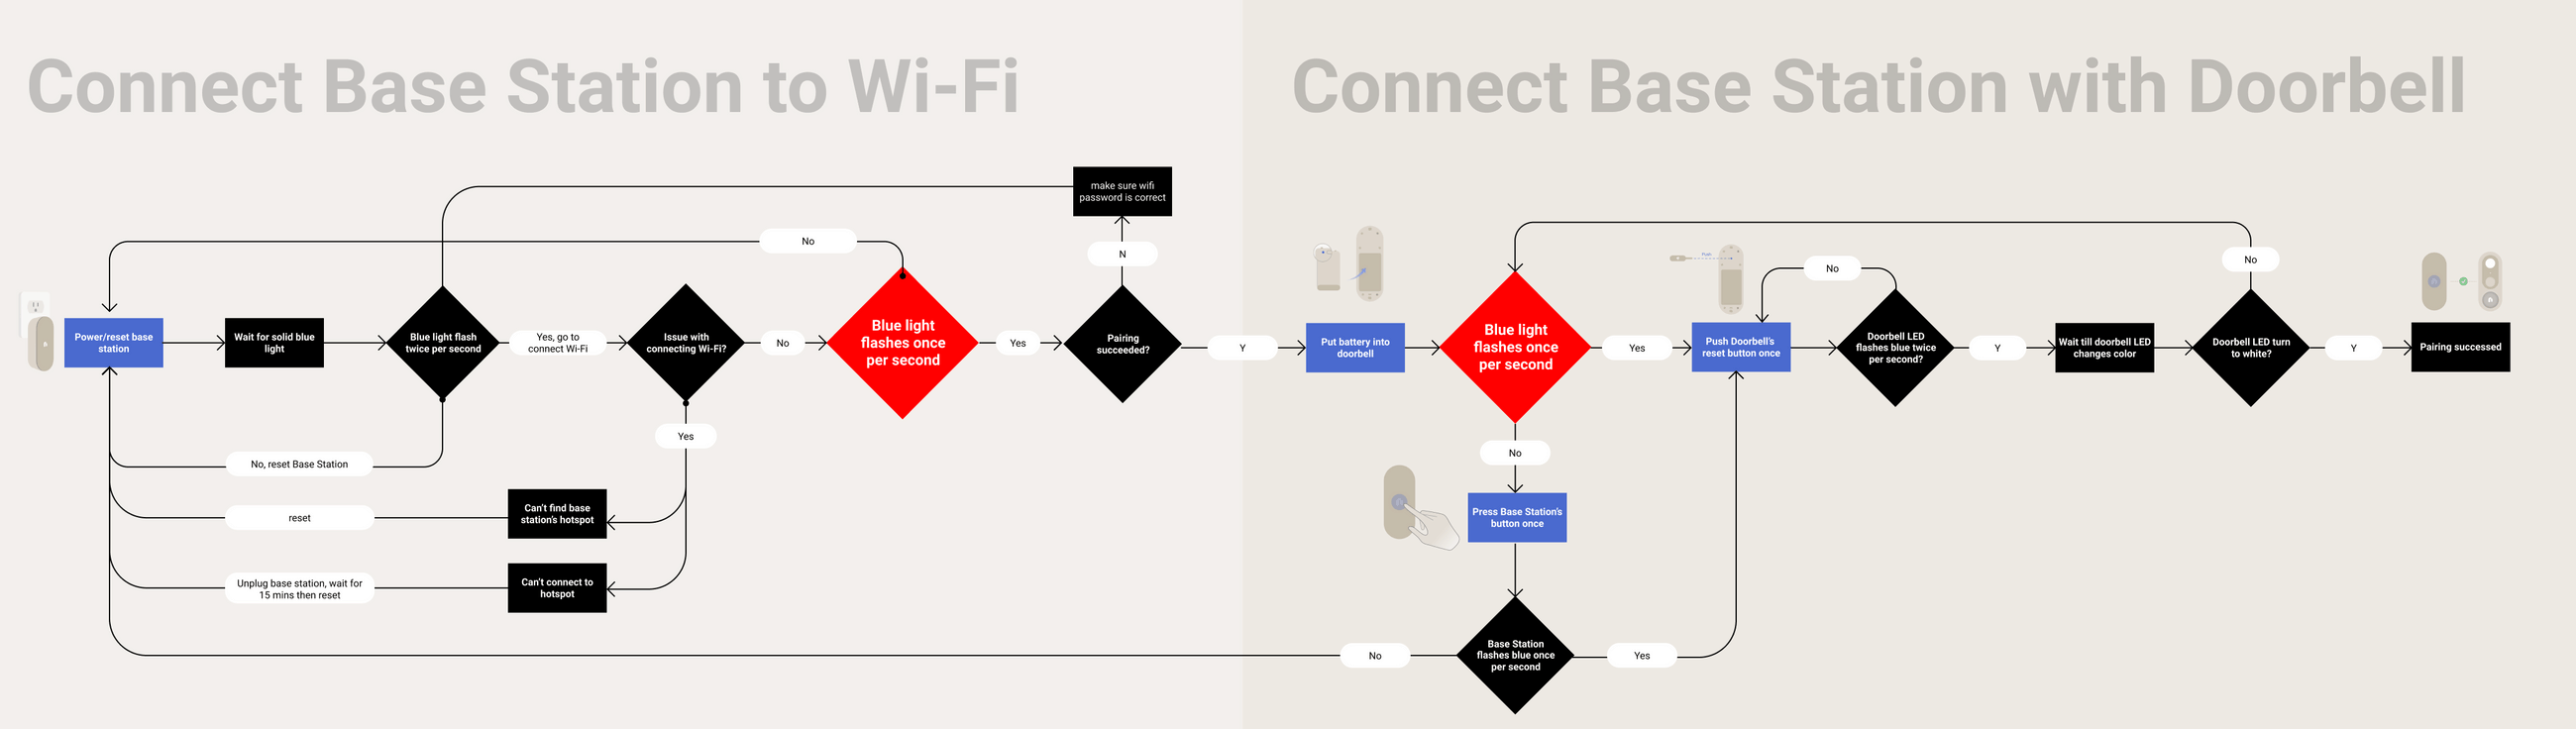 Connect Base Station to Wi-Fi
Connect Base Station with Doorbell
make sure wifi
password is correct
No
N
Power/reset base
station
Wait for solid blue
light
Blue light flash
twice per second
Yes, go to
connect Wi-Fi
Issue with
connecting Wi-Fi?
No
Blue light
flashes once
per second
Yes
Pairing
succeeded?
Yes
No, reset Base Station
Can't find base
station's hotspot
reset
Can't connect to
hotspot
Unplug base station, wait for
15 mins then reset
Y
Put battery into
doorbell
Blue light
flashes once
per second
Yes
Push
Push Doorbell's
reset button once
No
Doorbell LED
flashes blue twice
per second?
Y
Wait till doorbell LED
changes color
No
Doorbell LED turn
to white?
Y
Pairing successed
No
Press Base Station's
button once
No
Base Station
flashes blue once
per second
Yes